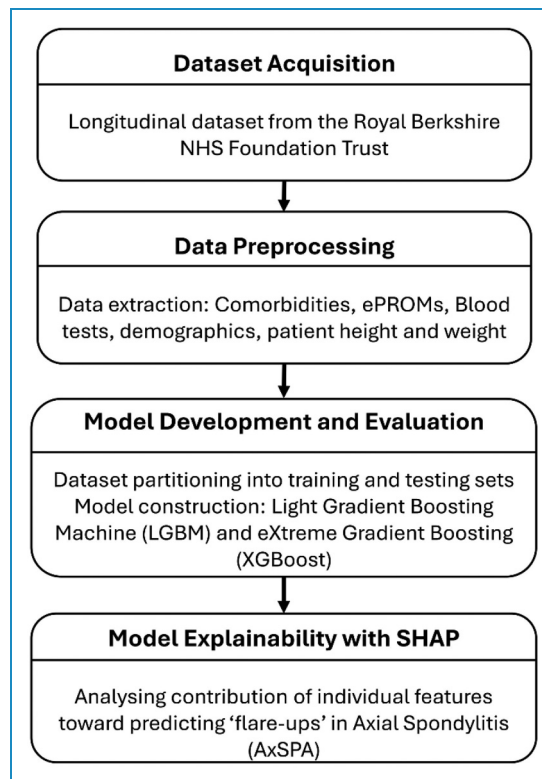 Dataset Acquisition
Longitudinal dataset from the Royal Berkshire
NHS Foundation Trust
Data Preprocessing
Data extraction: Comorbidities, ePROMs, Blood
tests, demographics, patient height and weight
Model Development and Evaluation
Dataset partitioning into training and testing sets
Model construction: Light Gradient Boosting
Machine (LGBM) and eXtreme Gradient Boosting
(XGBoost)
Model Explainability with SHAP
Analysing contribution of individual features
toward predicting ‘flare-ups’ in Axial Spondylitis
(AxSPA)